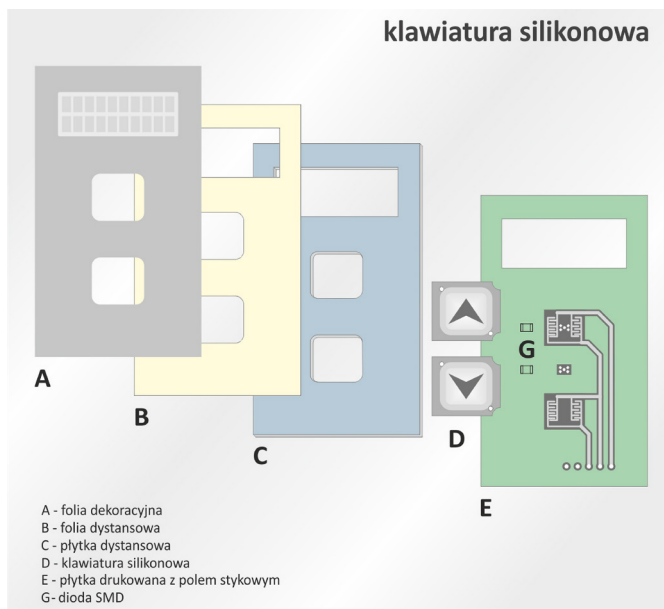 klawiatura silikonowa
A
B
C
D
E
G
A - folia dekoracyjna
B - folia dystansowa
C - płytka dystansowa
D - klawiatura silikonowa
E - płytka drukowana z polem stykowym
G- dioda SMD